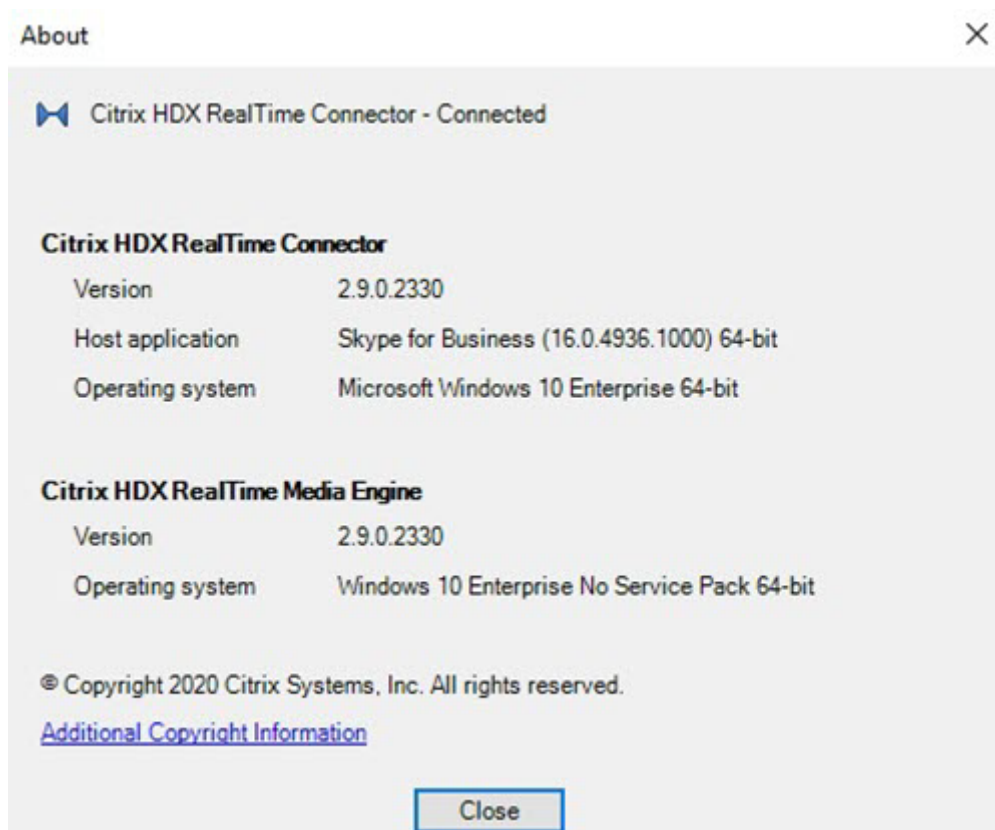 About
Citrix HDX RealTime Connector - Connected
Citrix HDX RealTime Connector
Version 2.9.0.2330
Host application Skype for Business (16.0.4936.1000) 64-bit
Operating system Microsoft Windows 10 Enterprise 64-bit
Citrix HDX RealTime Media Engine
Version 2.9.0.2330
Operating system Windows 10 Enterprise No Service Pack 64-bit
© Copyright 2020 Citrix Systems, Inc. All rights reserved.
Additional Copyright Information
Close